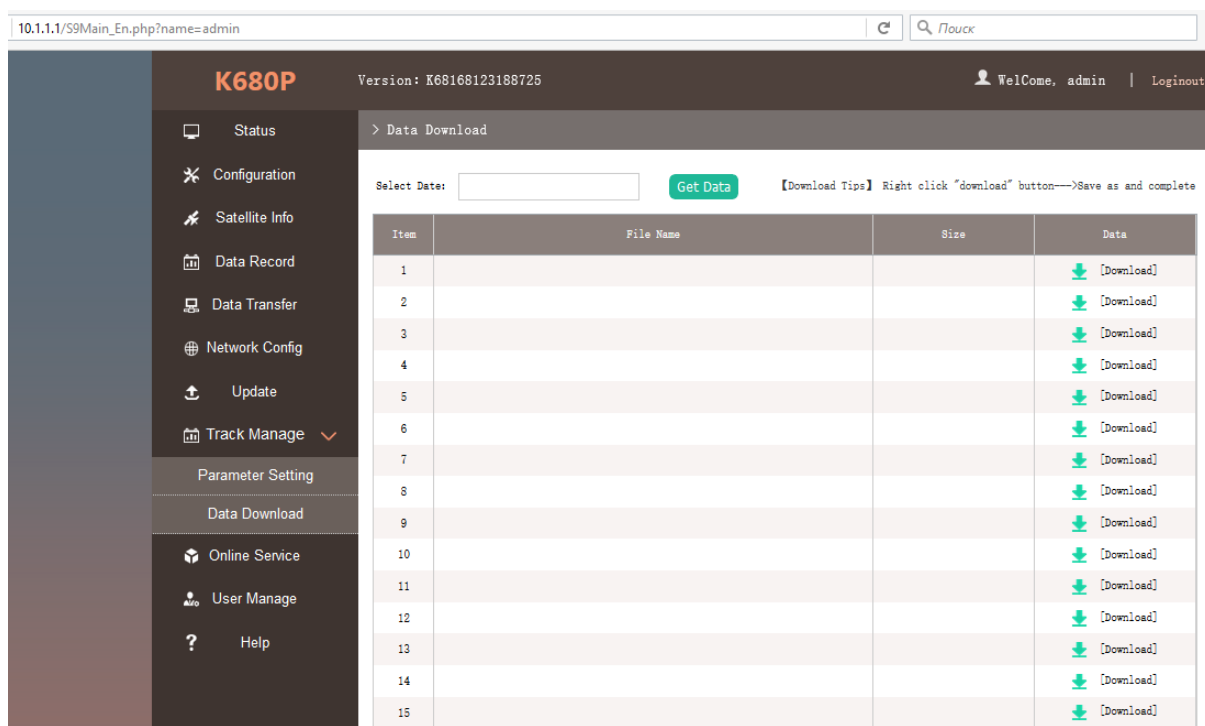 10.1.1.1/S9Main_En.php?name=admin
Поиск
K680P
Version: K68168123188725
WelCome, admin | Loginout
Status
Configuration
Satellite Info
Data Record
Data Transfer
Network Config
Update
Track Manage
Parameter Setting
Data Download
Online Service
User Manage
? Help
> Data Download
Select Date:
Get Data
【Download Tips】 Right click "download" button--->Save as and complete
Item File Name Size Data
1 [Download]
2 [Download]
3 [Download]
4 [Download]
5 [Download]
6 [Download]
7 [Download]
8 [Download]
9 [Download]
10 [Download]
11 [Download]
12 [Download]
13 [Download]
14 [Download]
15 [Download]